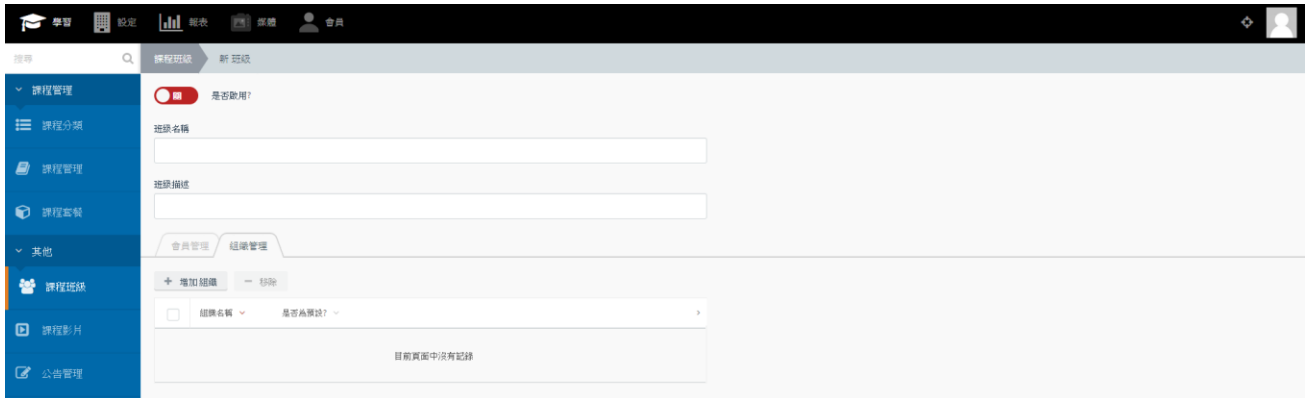 學習 設定 報表 媒體 會員
搜尋
課程班級 新 班級
課程管理
關 是否啟用?
課程分類
班級名稱
課程管理
班級描述
課程套餐
會員管理 組織管理
其他
增加組織 移除
課程班級
組織名稱 是否為預設?
課程影片
目前頁面中沒有記錄
公告管理